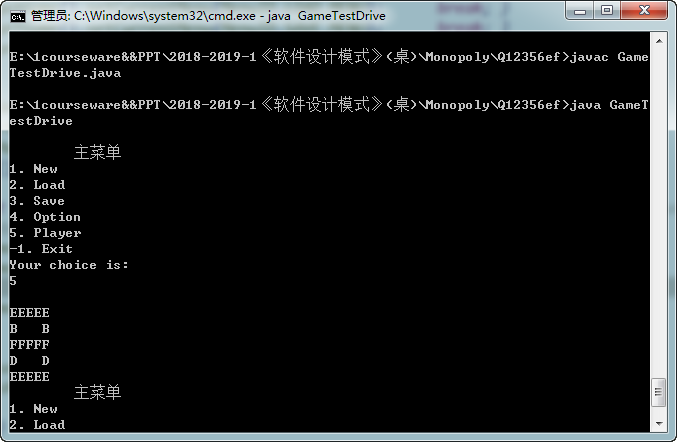 管理员: C:\Windows\system32\cmd.exe - java  GameTestDrive
E:\1courseware&&PPT\2018-2019-1《软件设计模式》(桌)\Monopoly\Q12356ef>javac Game
TestDrive.java
E:\1courseware&&PPT\2018-2019-1《软件设计模式》(桌)\Monopoly\Q12356ef>java GameT
estDrive
主菜单
1. New
2. Load
3. Save
4. Option
5. Player
-1. Exit
Your choice is:
5
EEEEE
B   B
FFFFF
D   D
EEEEE
主菜单
1. New
2. Load